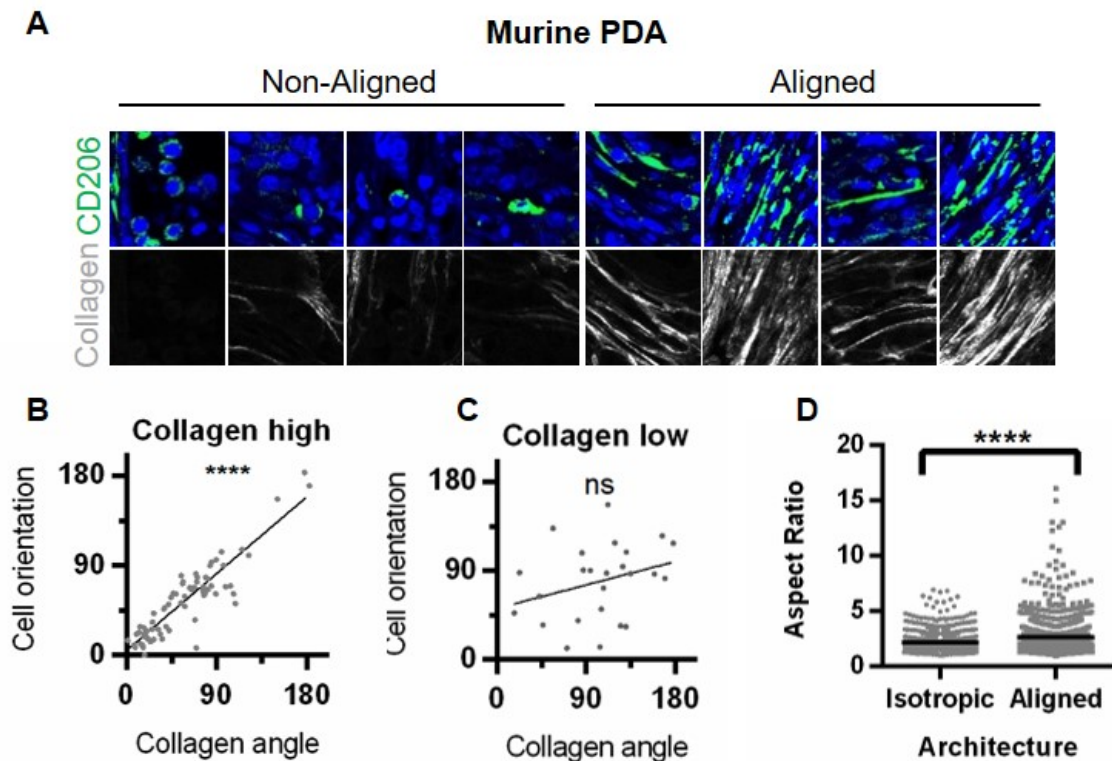 A
Murine PDA
Non-Aligned
Aligned
Collagen CD206
B
Collagen high
****
Cell orientation
180
90
0
0 90 180
Collagen angle
C
Collagen low
ns
Cell orientation
180
90
0
0 90 180
Collagen angle
D
****
Aspect Ratio
20
15
10
5
0
Isotropic Aligned
Architecture